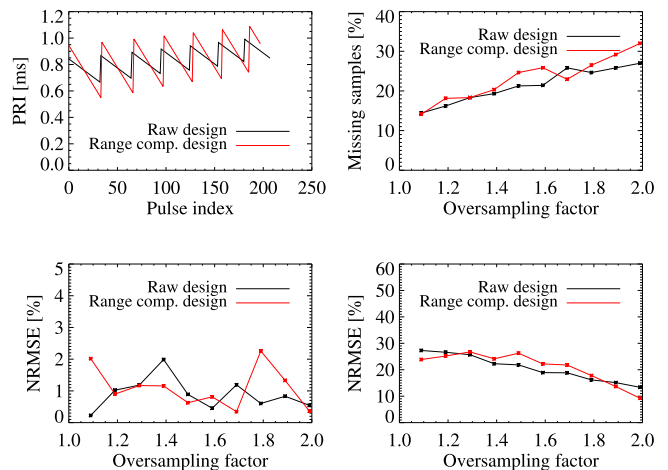 PRI [ms]
1.2
1.0
0.8
0.6
0.4
0.2
0.0
Raw design
Range comp. design
0 50 100 150 200 250
Pulse index
Missing samples [%]
40
30
20
10
0
Raw design
Range comp. design
1.0 1.2 1.4 1.6 1.8 2.0
Oversampling factor
NRMSE [%]
5
4
3
2
1
0
Raw design
Range comp. design
1.0 1.2 1.4 1.6 1.8 2.0
Oversampling factor
NRMSE [%]
60
50
40
30
20
10
0
Raw design
Range comp. design
1.0 1.2 1.4 1.6 1.8 2.0
Oversampling factor